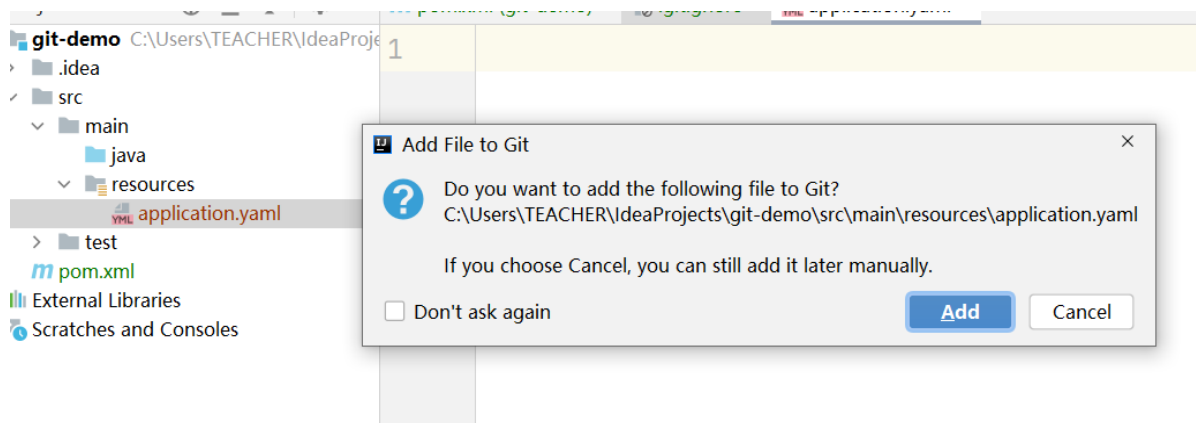 git-demo C:\Users\TEACHER\IdeaProje
.idea
src
main
java
resources
YML application.yaml
test
m pom.xml
External Libraries
Scratches and Consoles
1
Add File to Git
Do you want to add the following file to Git?
C:\Users\TEACHER\IdeaProjects\git-demo\src\main\resources\application.yaml
If you choose Cancel, you can still add it later manually.
Don't ask again
Add
Cancel